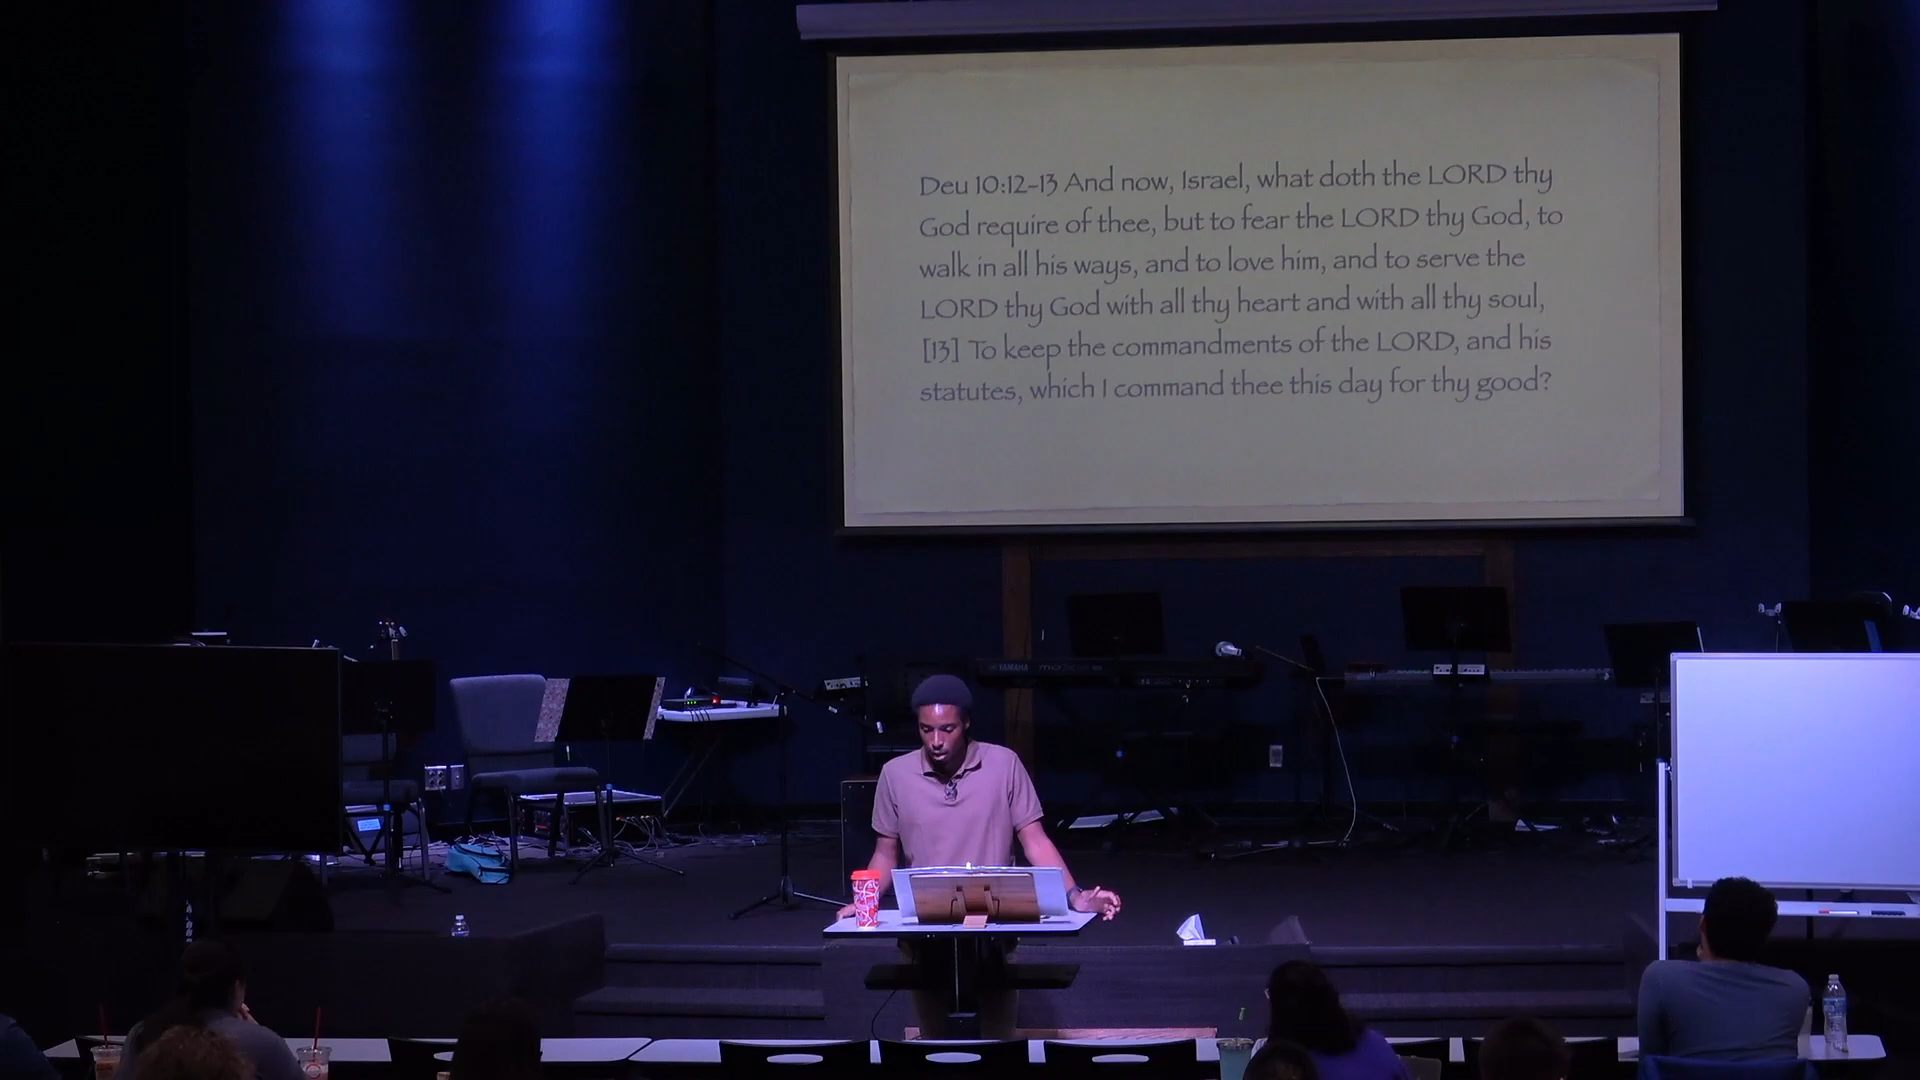 Deu 10:12-13 And now, Israel, what doth the LORD thy
God require of thee, but to fear the LORD thy God, to
walk in all his ways, and to love him, and to serve the
LORD thy God with all thy heart and with all thy soul,
[13] To keep the commandments of the LORD, and his
statutes, which I command thee this day for thy good?
YAMAHA